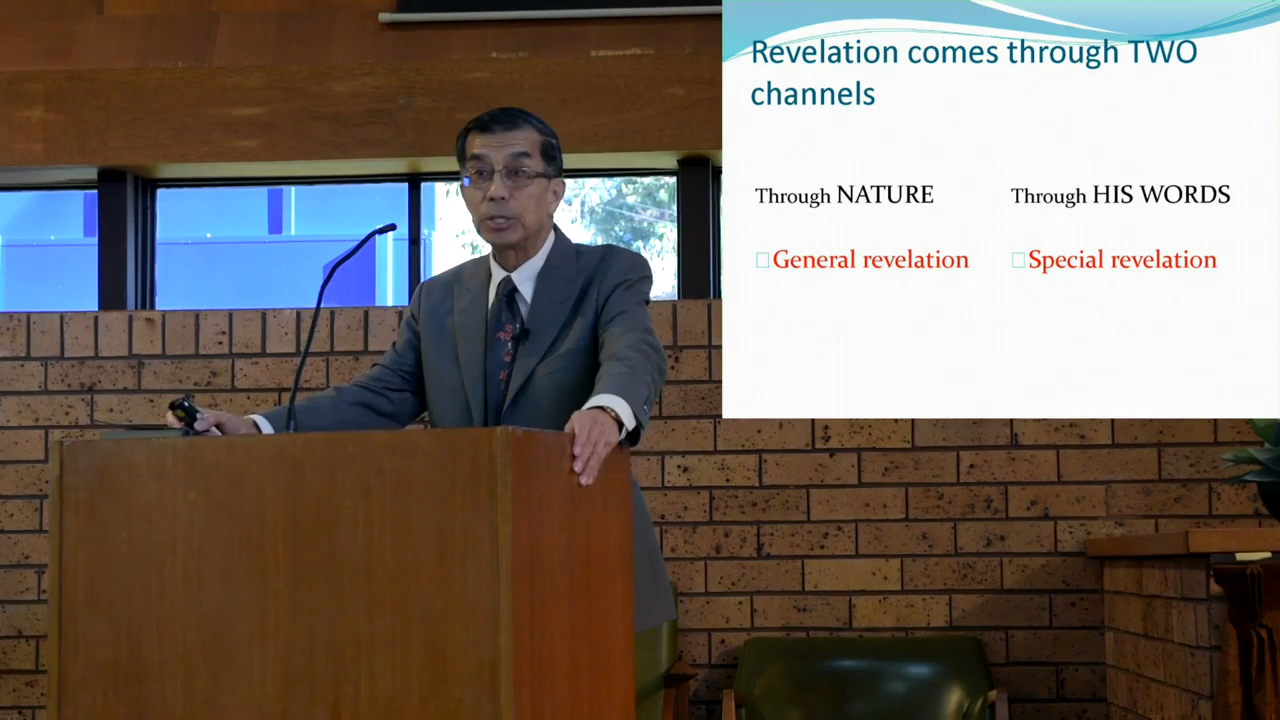 Revelation comes through TWO
channels
Through NATURE
Through HIS WORDS
General revelation
Special revelation